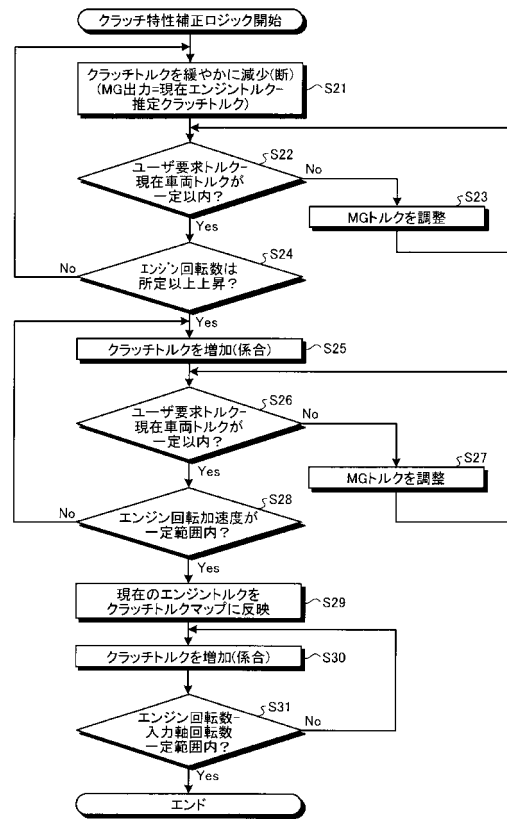 クラッチ特性補正ロジック開始
クラッチトルクを緩やかに減少(断)
(MG出力=現在エンジントルク-
推定クラッチトルク)
S21
ユーザ要求トルク-
現在車両トルクが
一定以内?
S22
No
Yes
MGトルクを調整
S23
エンジン回転数は
所定以上上昇?
S24
No
Yes
クラッチトルクを増加(係合)
S25
ユーザ要求トルク-
現在車両トルクが
一定以内?
S26
No
Yes
MGトルクを調整
S27
エンジン回転加速度が
一定範囲内?
S28
No
Yes
現在のエンジントルクを
クラッチトルクマップに反映
S29
クラッチトルクを増加(係合)
S30
エンジン回転数-
入力軸回転数
一定範囲内?
S31
No
Yes
エンド